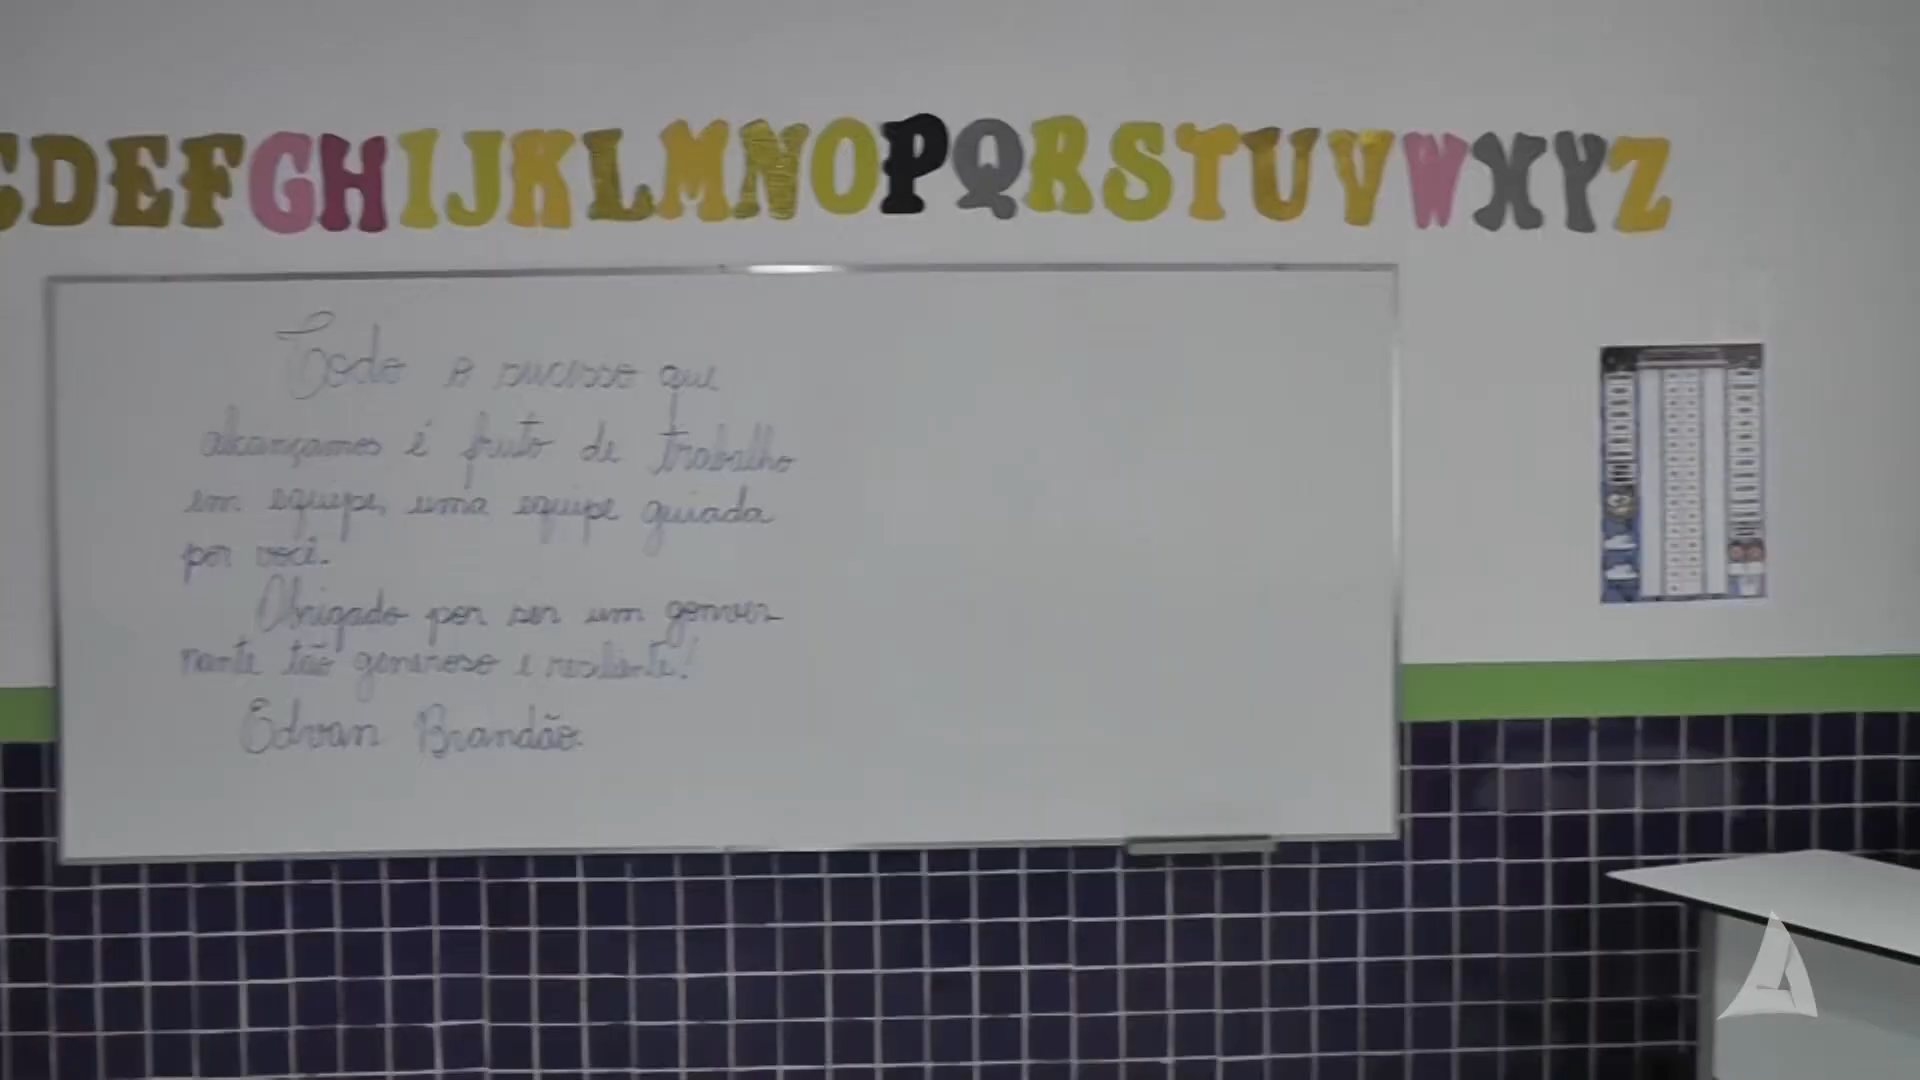 CDEFGHIJKLMNOPQRSTUVWXYZ
Todo o sucesso que
alcançamos é fruto de trabalho
em equipe, uma equipe guiada
por você.
Obrigado por ser um gonver
nante tão generoso e resiliente!
Edvan Brandão.